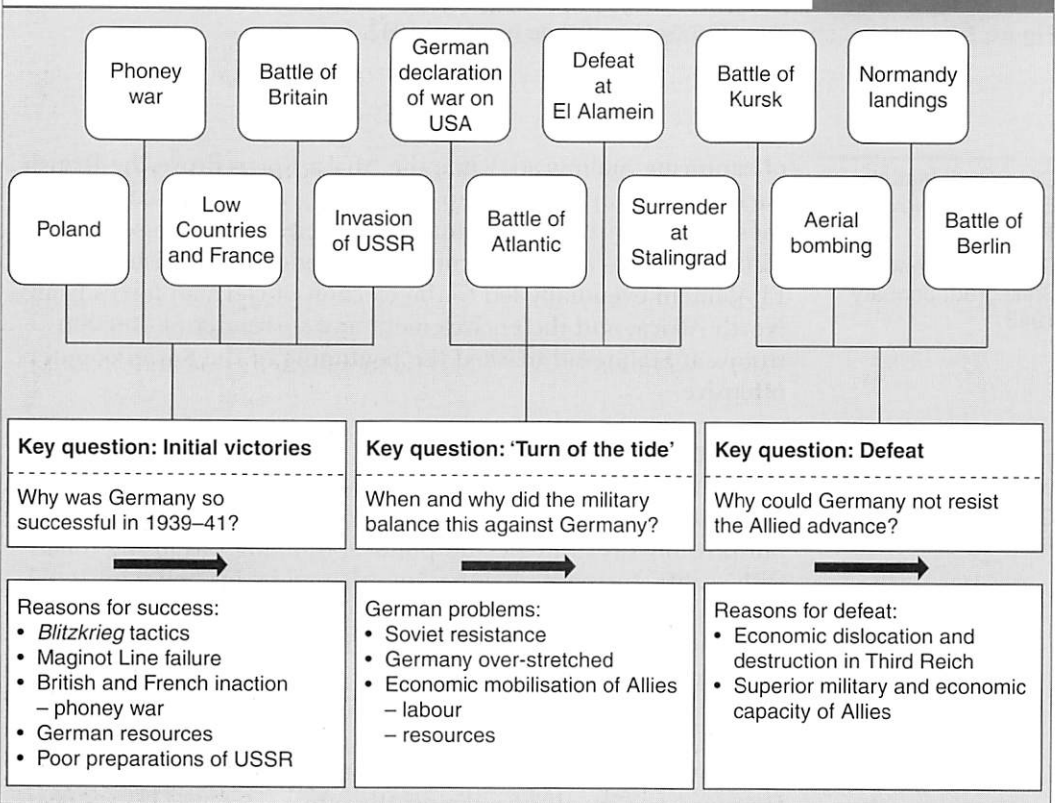 Phoney
war
Battle of
Britain
German
declaration
of war on
USA
Defeat
at
El Alamein
Battle of
Kursk
Normandy
landings
Poland
Low
Countries
and France
Invasion
of USSR
Battle of
Atlantic
Surrender
at
Stalingrad
Aerial
bombing
Battle of
Berlin
Key question: Initial victories
Why was Germany so
successful in 1939–41?
Reasons for success:
• Blitzkrieg tactics
• Maginot Line failure
• British and French inaction
– phoney war
• German resources
• Poor preparations of USSR
Key question: ‘Turn of the tide’
When and why did the military
balance this against Germany?
German problems:
• Soviet resistance
• Germany over-stretched
• Economic mobilisation of Allies
– labour
– resources
Key question: Defeat
Why could Germany not resist
the Allied advance?
Reasons for defeat:
• Economic dislocation and
destruction in Third Reich
• Superior military and economic
capacity of Allies